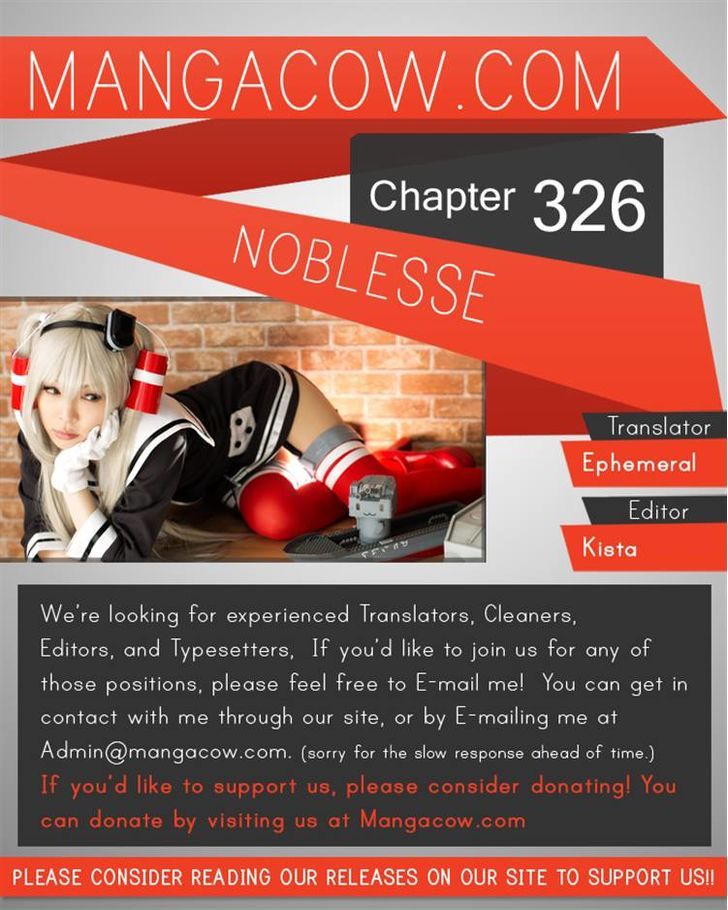 MANGACOW.COM
Chapter 326
NOBLESSE
Translator
Ephemeral
Editor
Kista
We're looking for experienced Translators, Cleaners,
Editors, and Typesetters, If you'd like to join us for any of
those positions, please feel free to E-mail me! You can get in
contact with me through our site, or by E-mailing me at
Admin@mangacow.com. (sorry for the slow response ahead of time.)
If you'd like to support us, please consider donating! You
can donate by visiting us at Mangacow.com
PLEASE CONSIDER READING OUR RELEASES ON OUR SITE TO SUPPORT US!!